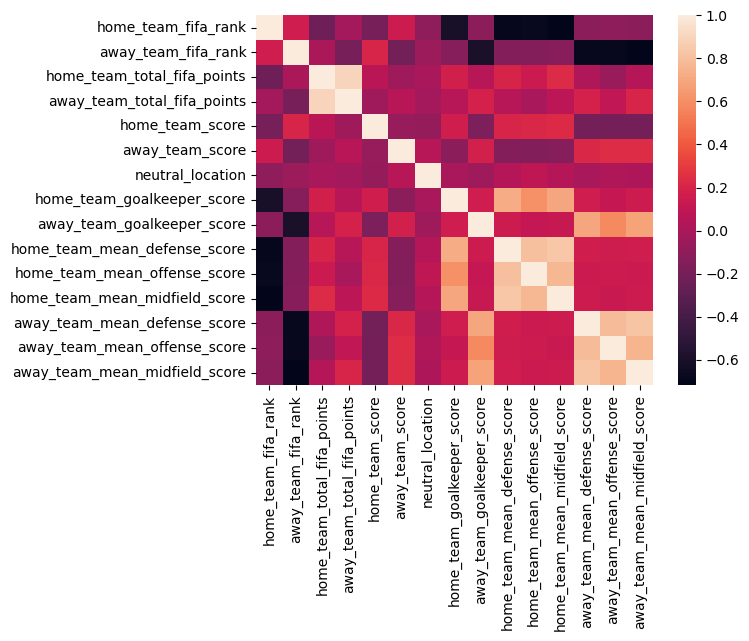 home_team_fifa_rank
away_team_fifa_rank
home_team_total_fifa_points
away_team_total_fifa_points
home_team_score
away_team_score
neutral_location
home_team_goalkeeper_score
away_team_goalkeeper_score
home_team_mean_defense_score
home_team_mean_offense_score
home_team_mean_midfield_score
away_team_mean_defense_score
away_team_mean_offense_score
away_team_mean_midfield_score
1.0
0.8
0.6
0.4
0.2
0.0
−0.2
−0.4
−0.6
home_team_fifa_rank
away_team_fifa_rank
home_team_total_fifa_points
away_team_total_fifa_points
home_team_score
away_team_score
neutral_location
home_team_goalkeeper_score
away_team_goalkeeper_score
home_team_mean_defense_score
home_team_mean_offense_score
home_team_mean_midfield_score
away_team_mean_defense_score
away_team_mean_offense_score
away_team_mean_midfield_score